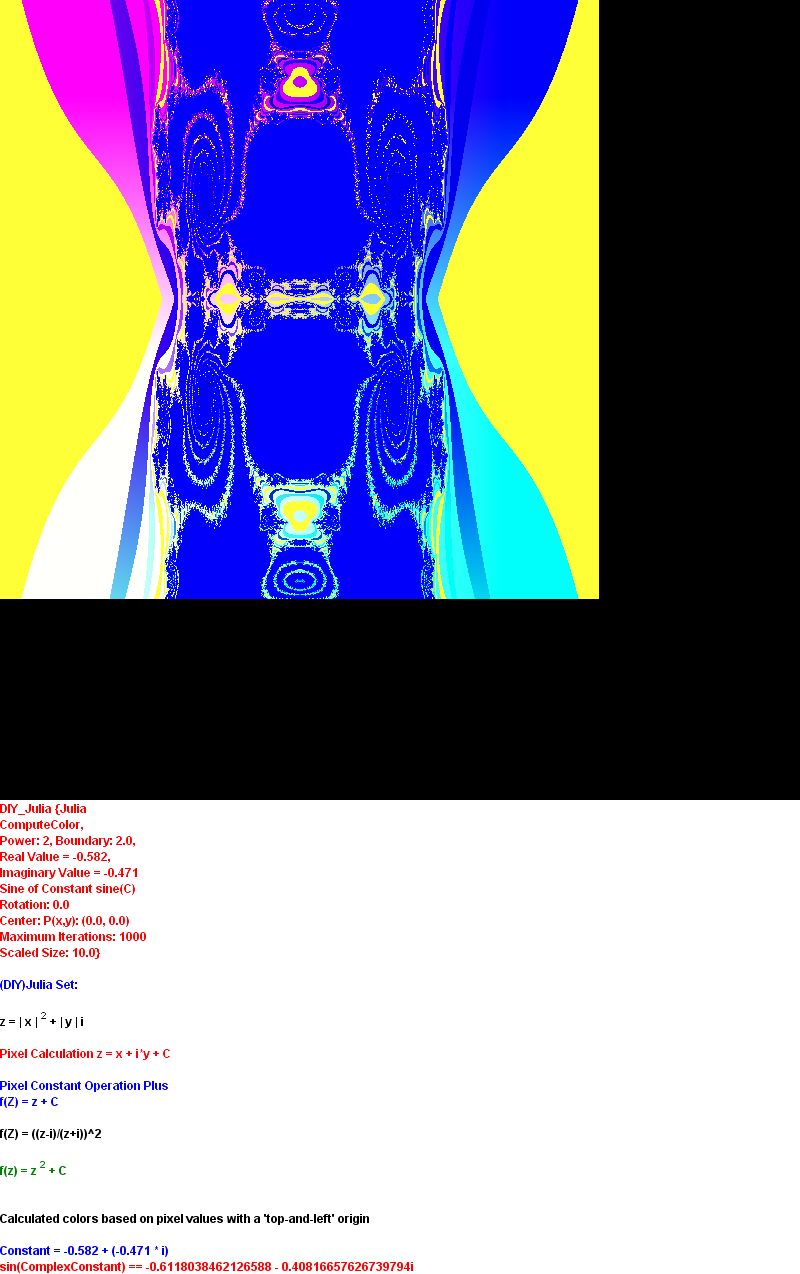 DIY_Julia {Julia
ComputeColor,
Power: 2, Boundary: 2.0,
Real Value = -0.582,
Imaginary Value = -0.471
Sine of Constant sine(C)
Rotation: 0.0
Center: P(x,y): (0.0, 0.0)
Maximum Iterations: 1000
Scaled Size: 10.0}
(DIY)Julia Set:
z = | x | ² + | y | i
Pixel Calculation z = x + i*y + C
Pixel Constant Operation Plus
f(Z) = z + C
f(Z) = ((z-i)/(z+i))^2
f(z) = z ² + C
Calculated colors based on pixel values with a 'top-and-left' origin
Constant = -0.582 + (-0.471 * i)
sin(ComplexConstant) == -0.6118038462126588 - 0.40816657626739794i